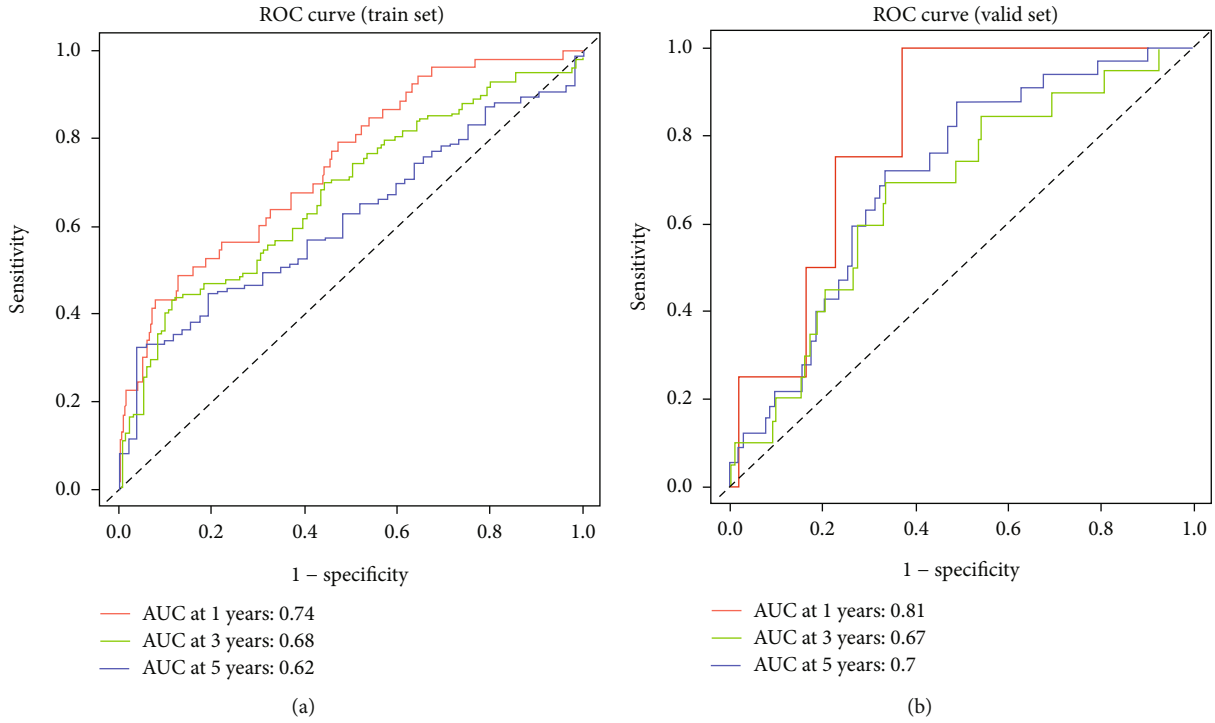 ROC curve (train set)
1.0
0.8
0.6
0.4
0.2
0.0
Sensitivity
0.0 0.2 0.4 0.6 0.8 1.0
1 − specificity
AUC at 1 years: 0.74
AUC at 3 years: 0.68
AUC at 5 years: 0.62
(a)
ROC curve (valid set)
1.0
0.8
0.6
0.4
0.2
0.0
Sensitivity
0.0 0.2 0.4 0.6 0.8 1.0
1 − specificity
AUC at 1 years: 0.81
AUC at 3 years: 0.67
AUC at 5 years: 0.7
(b)